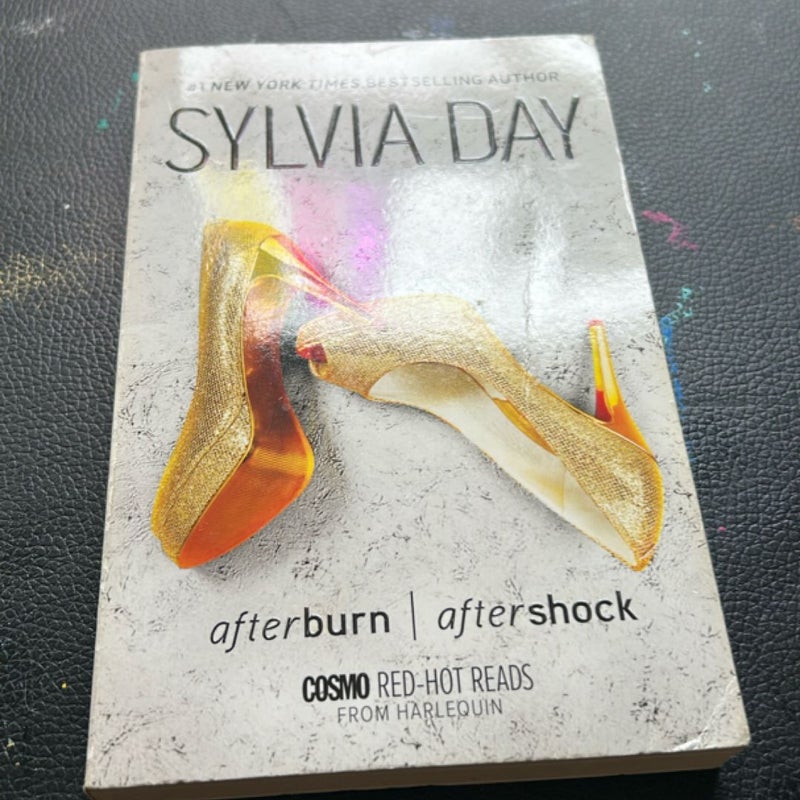 #1 NEW YORK TIMES BESTSELLING AUTHOR
SYLVIA DAY
afterburn | aftershock
COSMO RED-HOT READS
FROM HARLEQUIN